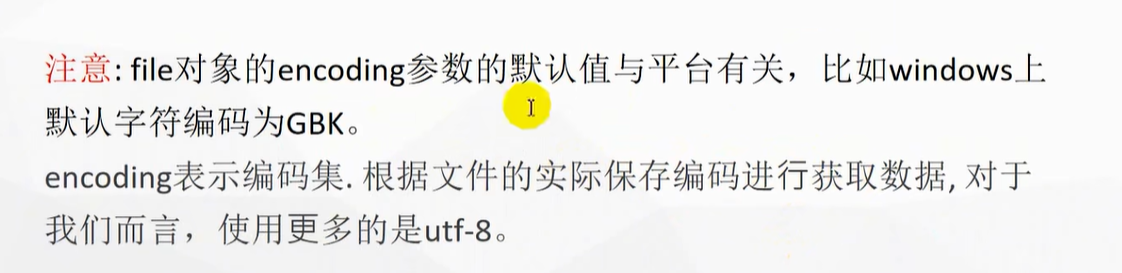 注意: file对象的encoding参数的默认值与平台有关，比如windows上
默认字符编码为GBK。
encoding表示编码集. 根据文件的实际保存编码进行获取数据, 对于
我们而言，使用更多的是utf-8。